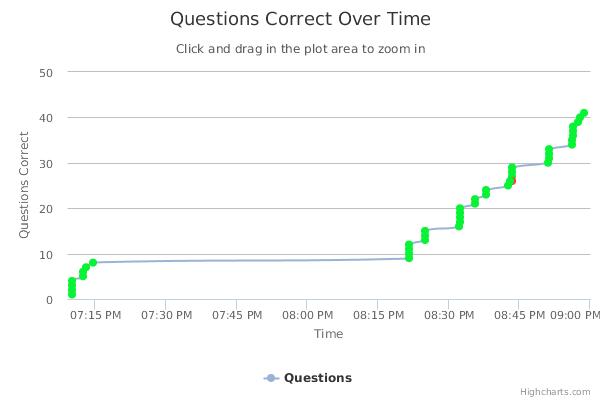 Questions Correct Over Time
Click and drag in the plot area to zoom in
Questions Correct
50
40
30
20
10
0
07:15 PM 07:30 PM 07:45 PM 08:00 PM 08:15 PM 08:30 PM 08:45 PM 09:00 PM
Time
Questions
Highcharts.com